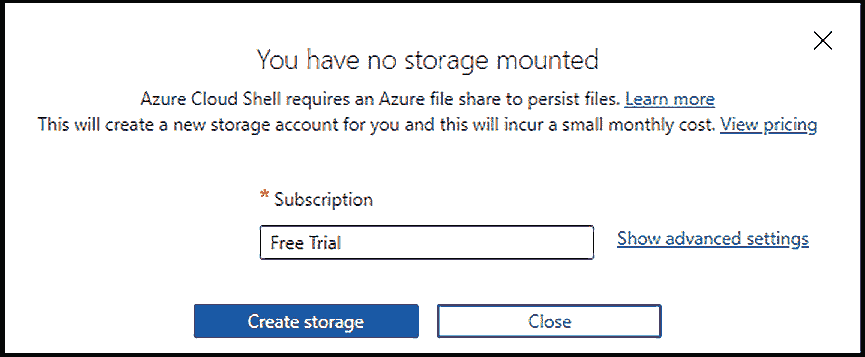 You have no storage mounted
Azure Cloud Shell requires an Azure file share to persist files. Learn more
This will create a new storage account for you and this will incur a small monthly cost. View pricing
* Subscription
Free Trial
Show advanced settings
Create storage
Close